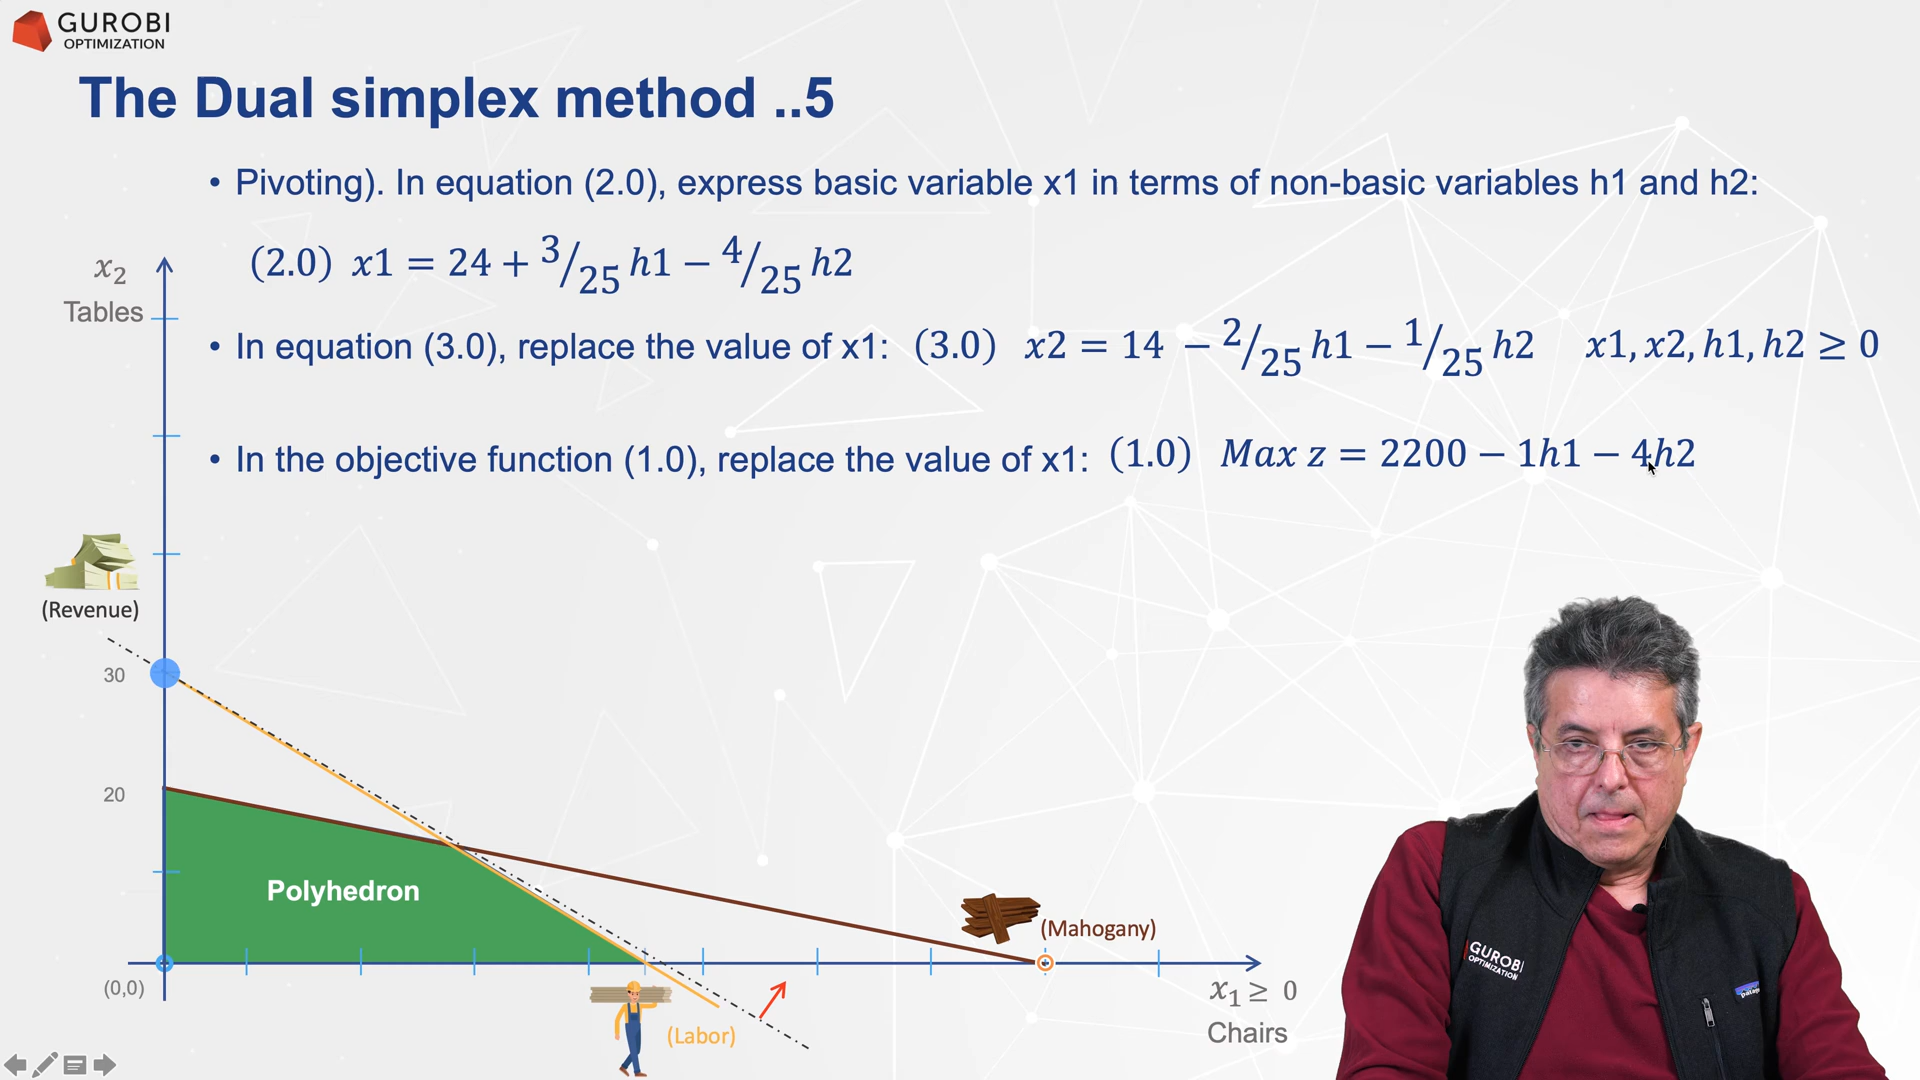 GUROBI
OPTIMIZATION
The Dual simplex method ..5
• Pivoting). In equation (2.0), express basic variable x1 in terms of non-basic variables h1 and h2:
(2.0) x1 = 24 + 3/25 h1 − 4/25 h2
• In equation (3.0), replace the value of x1: (3.0) x2 = 14 − 2/25 h1 − 1/25 h2 x1, x2, h1, h2 ≥ 0
• In the objective function (1.0), replace the value of x1: (1.0) Max z = 2200 − 1h1 − 4h2
x₂
Tables
(Revenue)
30
20
Polyhedron
(Mahogany)
(0,0)
(Labor)
x₁ ≥ 0
Chairs
GUROBI
OPTIMIZATION